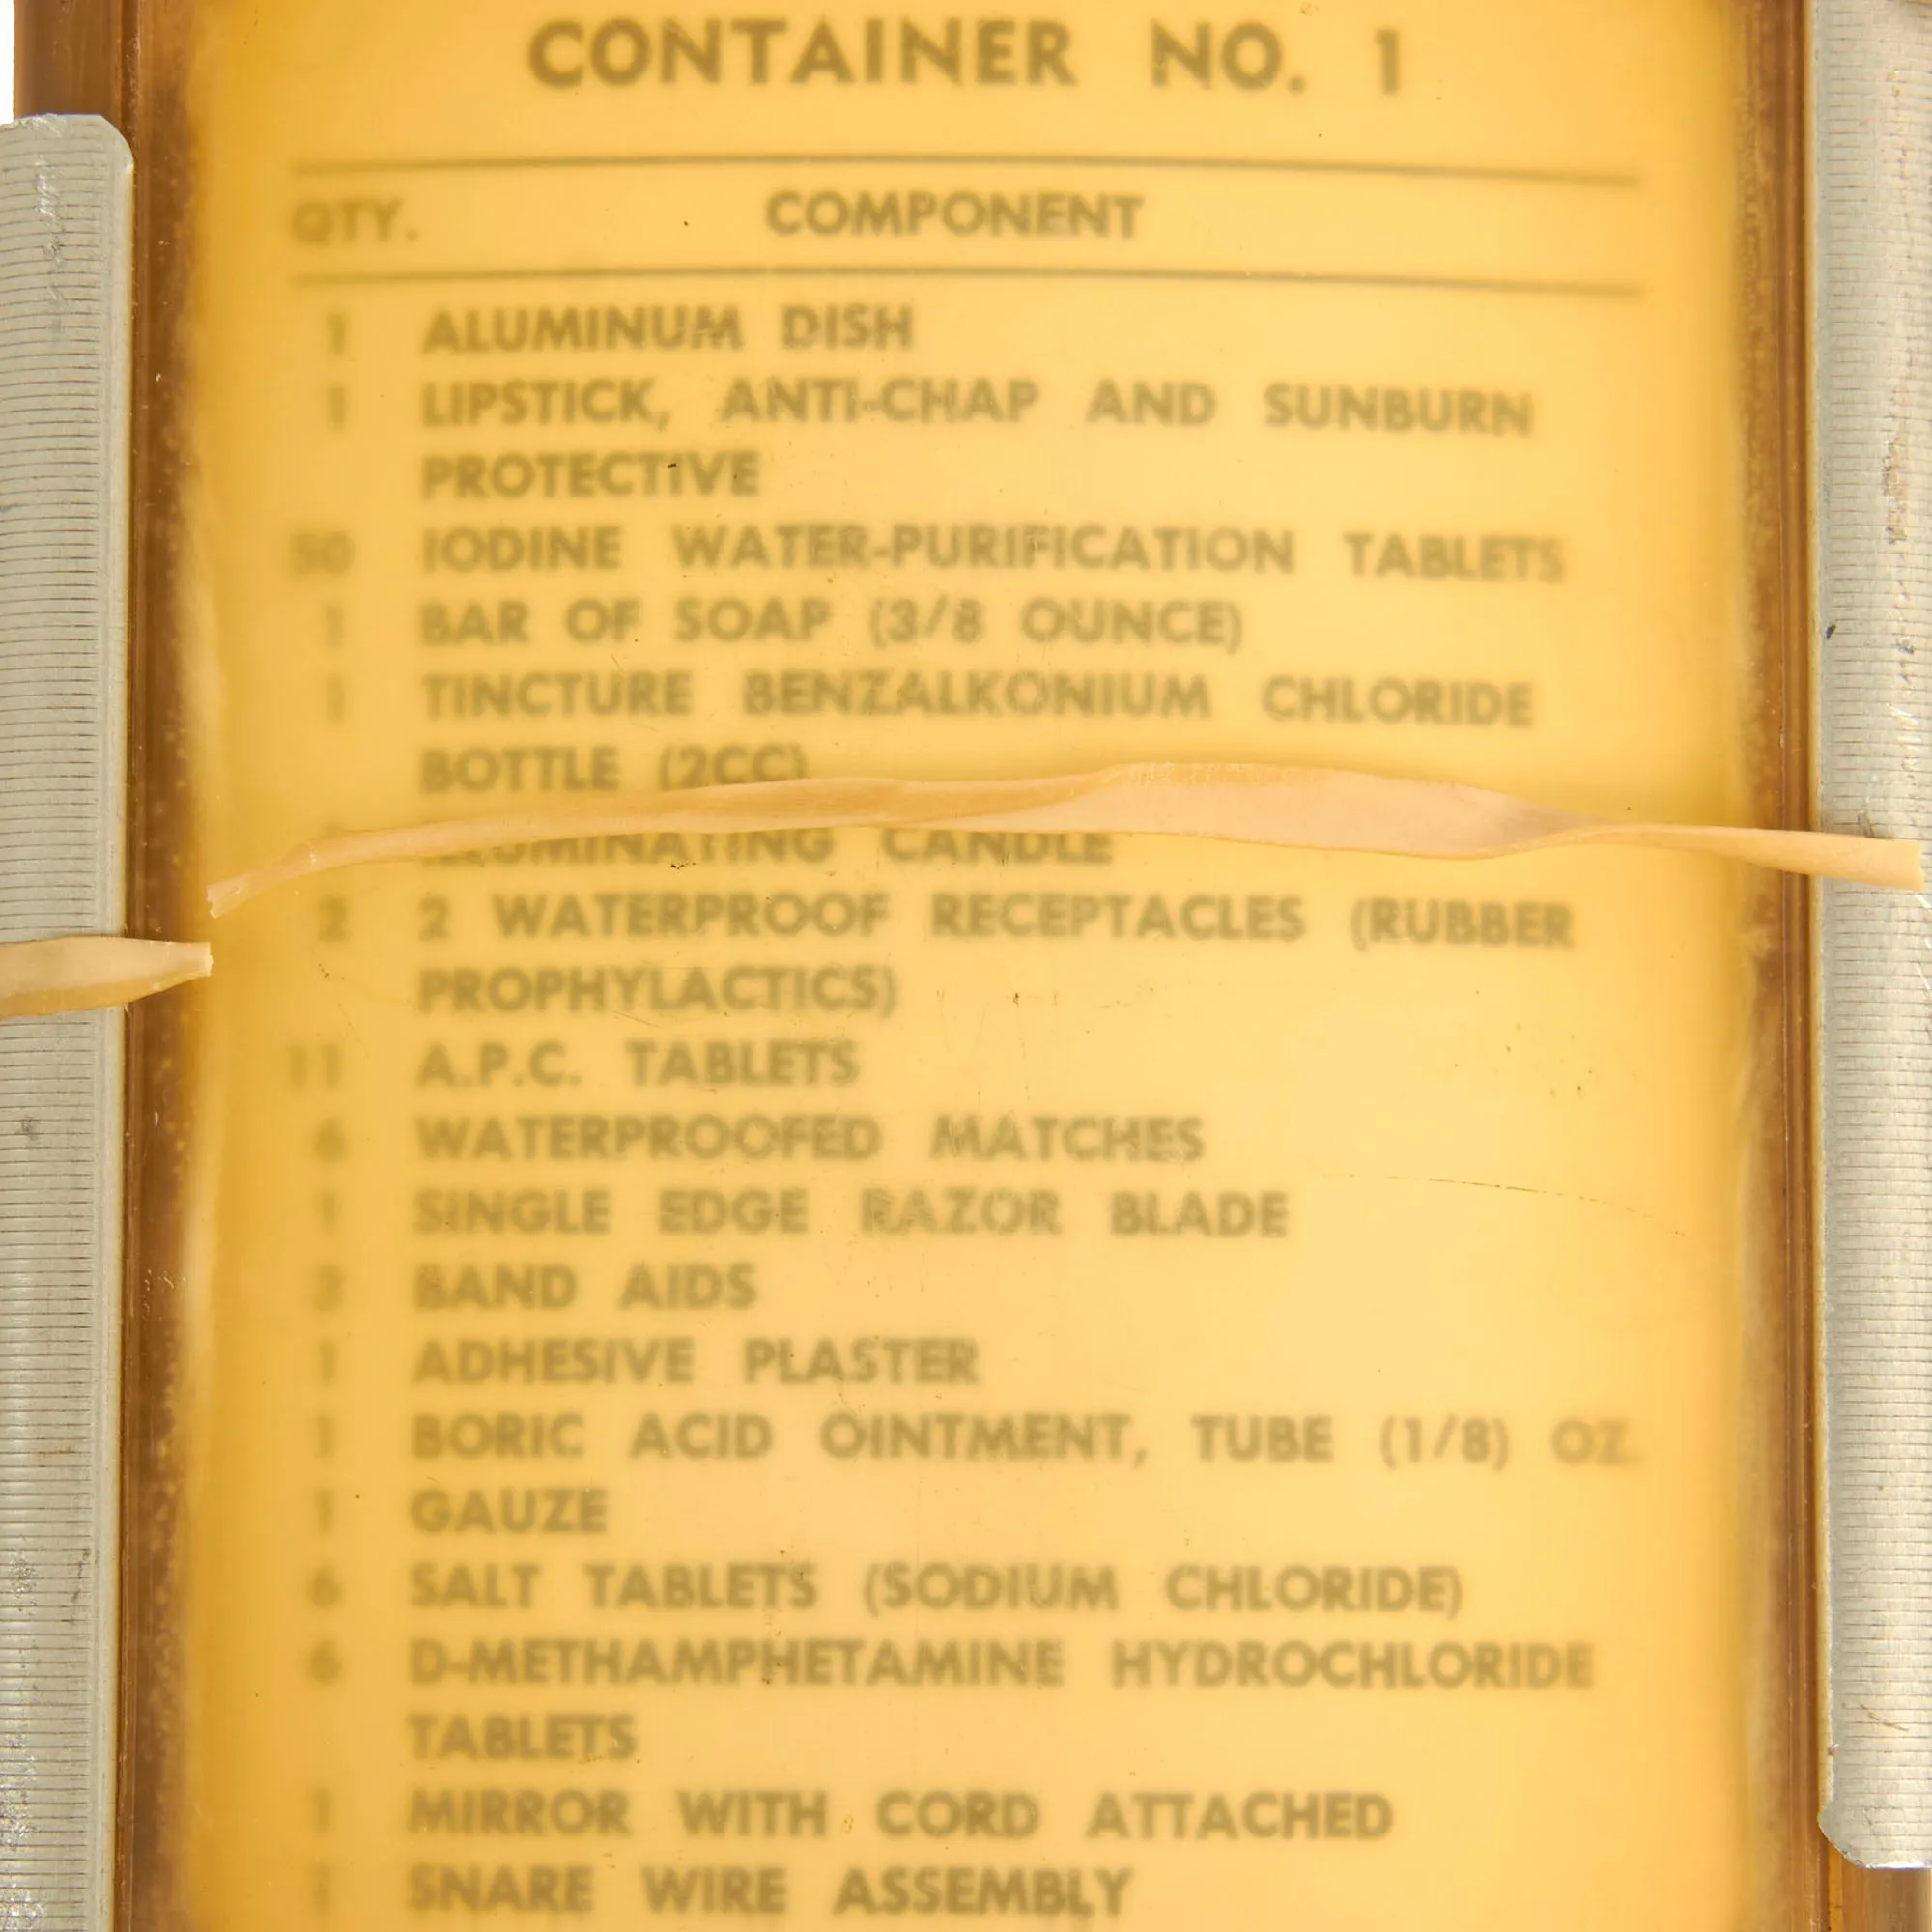 CONTAINER NO. 1
QTY. COMPONENT
1 ALUMINUM DISH
1 LIPSTICK, ANTI-CHAP AND SUNBURN
PROTECTIVE
50 IODINE WATER-PURIFICATION TABLETS
1 BAR OF SOAP (3/8 OUNCE)
1 TINCTURE BENZALKONIUM CHLORIDE
BOTTLE (2CC)
ILLUMINATING CANDLE
2 2 WATERPROOF RECEPTACLES (RUBBER
PROPHYLACTICS)
11 A.P.C. TABLETS
6 WATERPROOFED MATCHES
1 SINGLE EDGE RAZOR BLADE
BAND AIDS
1 ADHESIVE PLASTER
1 BORIC ACID OINTMENT, TUBE (1/8) OZ.
1 GAUZE
6 SALT TABLETS (SODIUM CHLORIDE)
6 D-METHAMPHETAMINE HYDROCHLORIDE
TABLETS
1 MIRROR WITH CORD ATTACHED
1 SNARE WIRE ASSEMBLY